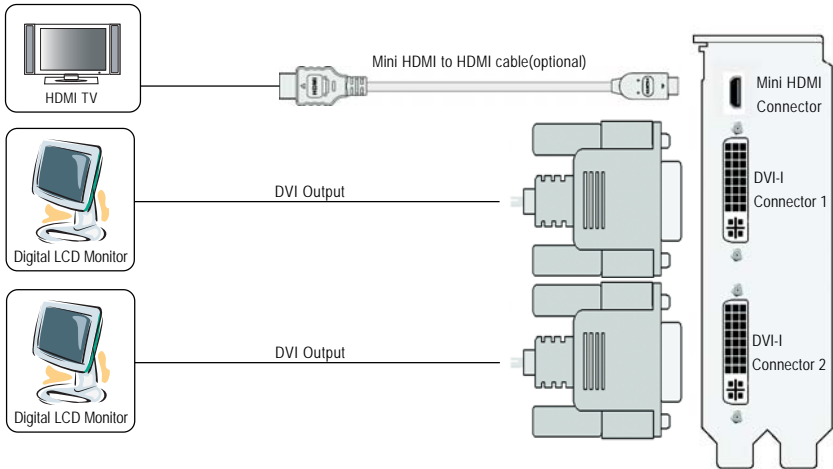 Mini HDMI to HDMI cable(optional)
HDMI TV
HDMI
Mini HDMI
Connector
DVI Output
Digital LCD Monitor
DVI-I
Connector 1
DVI Output
Digital LCD Monitor
DVI-I
Connector 2